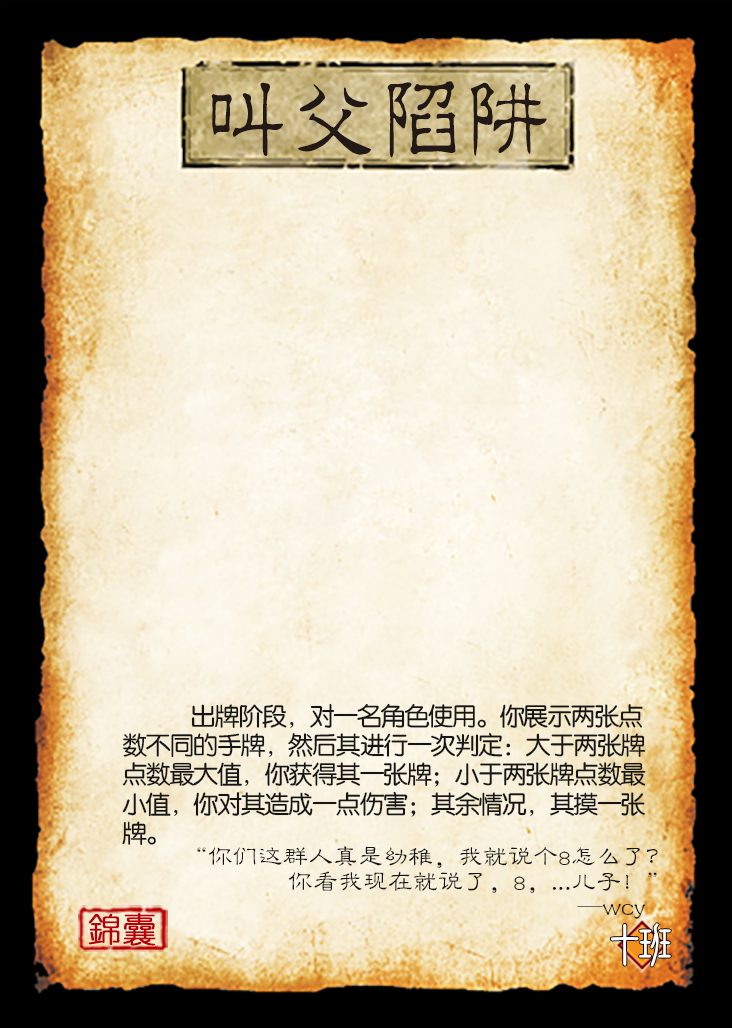 叫父陷阱
出牌阶段，对一名角色使用。你展示两张点
数不同的手牌，然后其进行一次判定：大于两张牌
点数最大值，你获得其一张牌；小于两张牌点数最
小值，你对其造成一点伤害；其余情况，其摸一张
牌。
“你们这群人真是幼稚，我就说个8怎么了？
你看我现在就说了，8，...儿子！”
—wcy
錦囊
十班